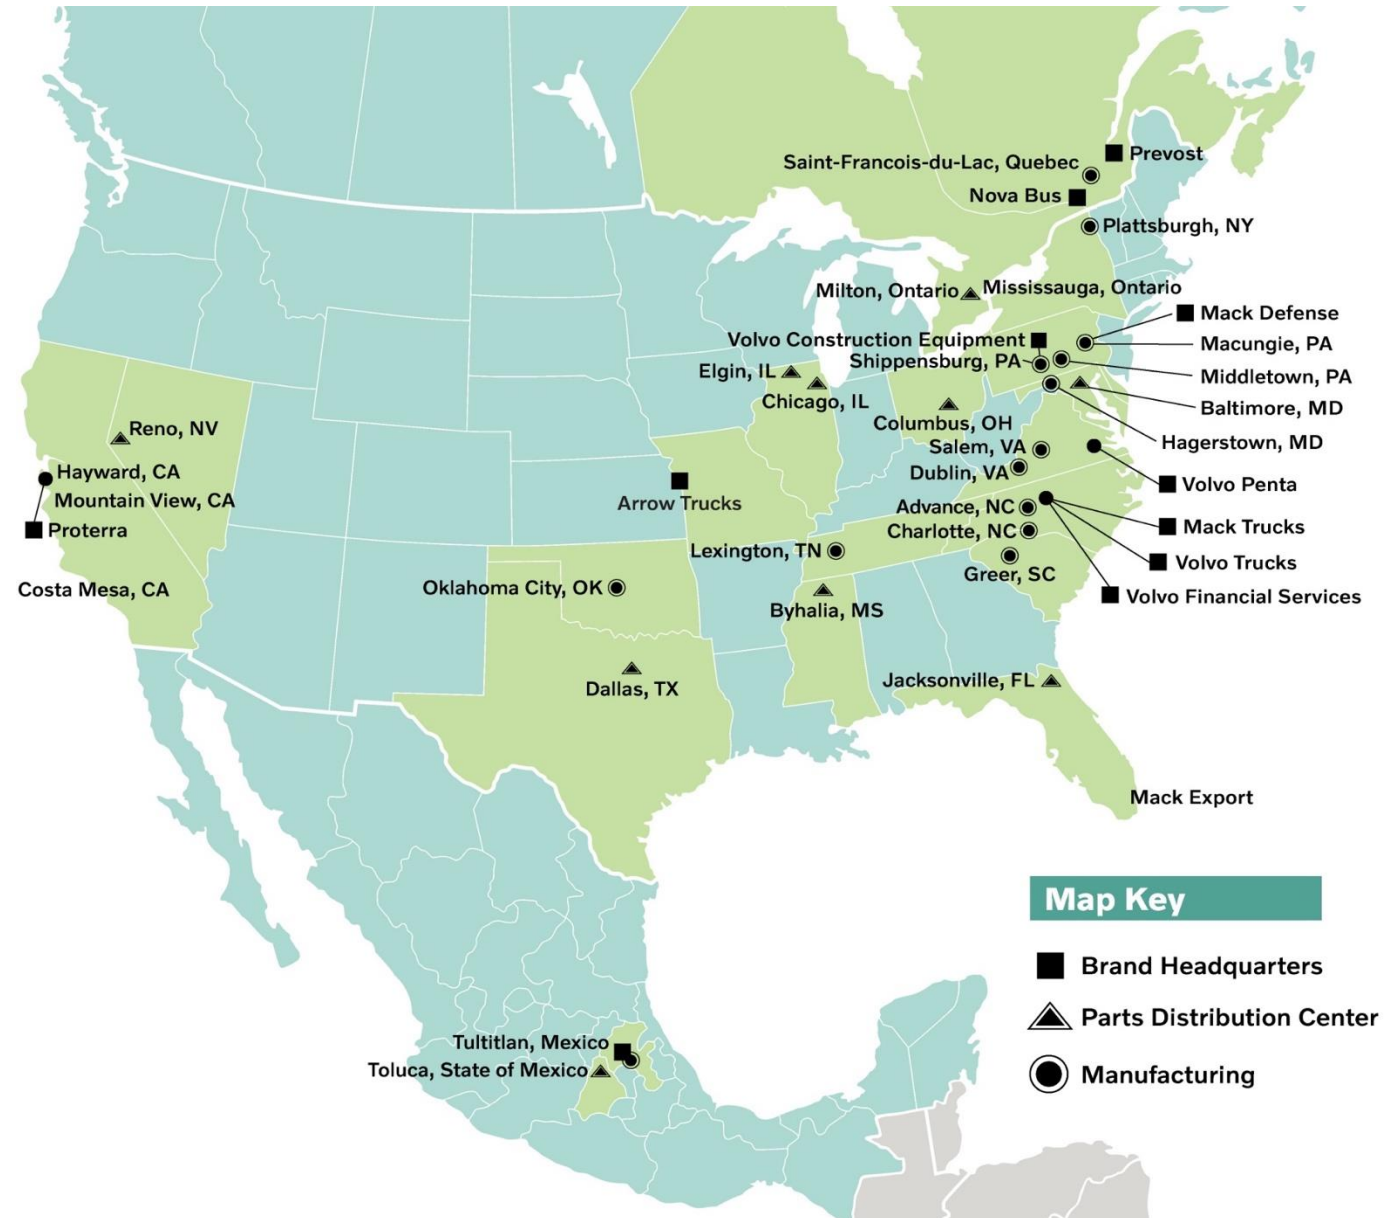 Prevost
Saint-Francois-du-Lac, Quebec
Nova Bus
Plattsburgh, NY
Milton, Ontario
Mississauga, Ontario
Mack Defense
Volvo Construction Equipment
Macungie, PA
Shippensburg, PA
Elgin, IL
Middletown, PA
Chicago, IL
Baltimore, MD
Columbus, OH
Reno, NV
Hagerstown, MD
Salem, VA
Hayward, CA
Dublin, VA
Volvo Penta
Mountain View, CA
Arrow Trucks
Advance, NC
Proterra
Charlotte, NC
Mack Trucks
Lexington, TN
Volvo Trucks
Greer, SC
Costa Mesa, CA
Oklahoma City, OK
Volvo Financial Services
Byhalia, MS
Jacksonville, FL
Dallas, TX
Mack Export
Map Key
Brand Headquarters
Parts Distribution Center
Manufacturing
Tultitlan, Mexico
Toluca, State of Mexico